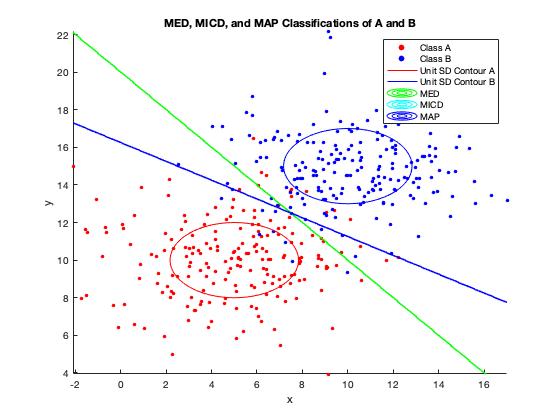 MED, MICD, and MAP Classifications of A and B
22
20
18
16
14
12
10
8
6
4
y
-2
0
2
4
6
8
10
12
14
16
x
Class A
Class B
Unit SD Contour A
Unit SD Contour B
MED
MICD
MAP